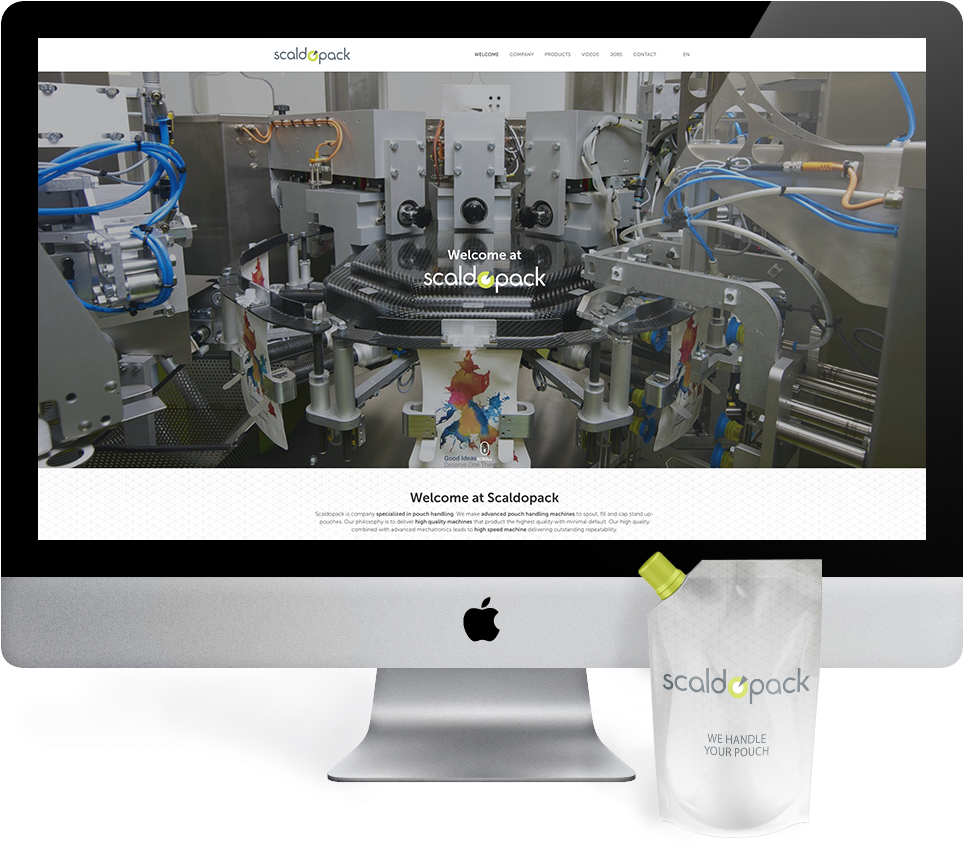 scaldopack
WELCOME COMPANY PRODUCTS VIDEOS JOBS CONTACT EN
Welcome at
scaldopack
Good Ideas
SCROLL
Deserve One Thing
Welcome at Scaldopack
Scaldopack is company specialized in pouch handling. We make advanced pouch handling machines to spout, fill and cap stand up-
pouches. Our philosophy is to deliver high quality machines that product the highest quality with minimal default. Our high quality
combined with advanced mechatronics leads to high speed machine delivering outstanding repeatability.
scaldopack
WE HANDLE
YOUR POUCH